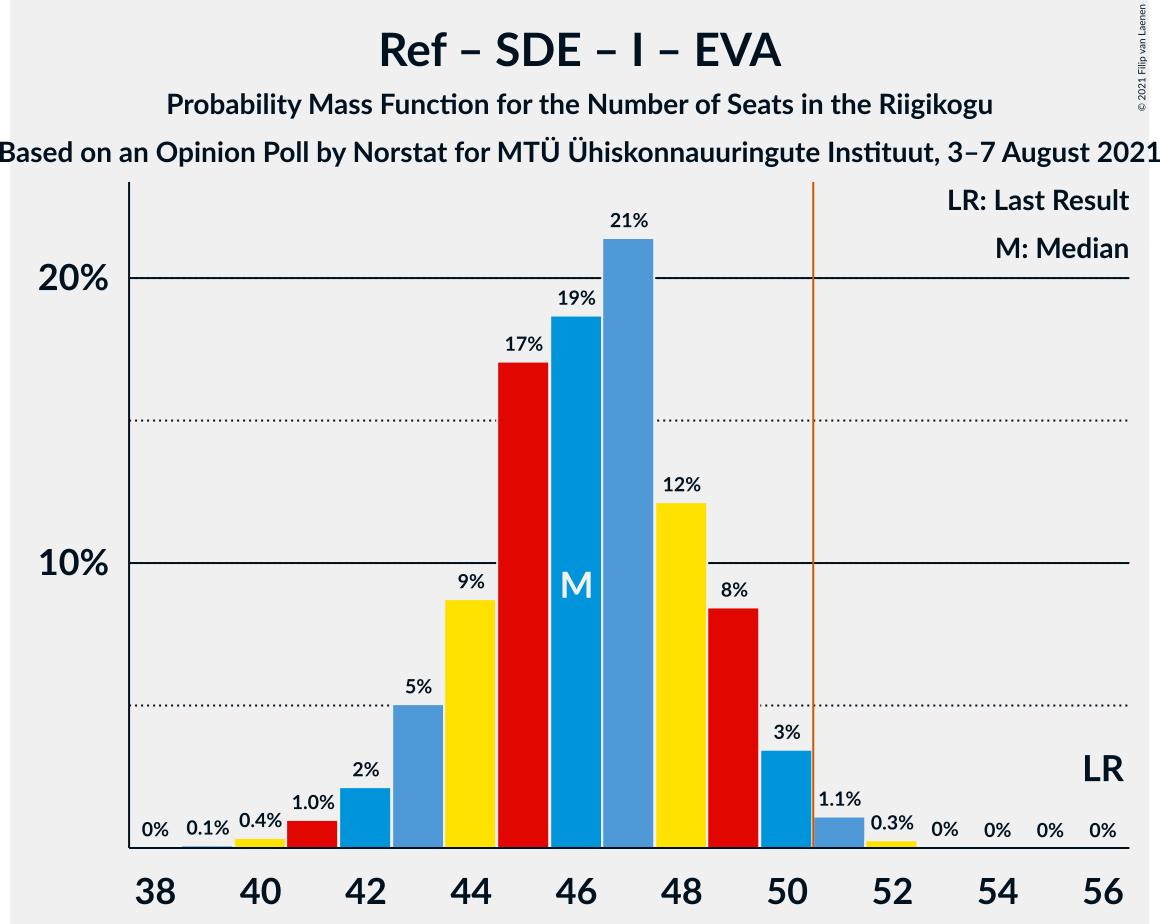 Ref – SDE – I – EVA
Probability Mass Function for the Number of Seats in the Riigikogu
Based on an Opinion Poll by Norstat for MTÜ Ühiskonnauuringute Instituut, 3–7 August 2021
© 2021 Filip van Laenen
LR: Last Result
M: Median
20%
10%
0% 0.1% 0.4% 1.0% 2% 5% 9% 17% 19% 21% 12% 8% 3% 1.1% 0.3% 0% 0% 0% 0%
M
LR
38 40 42 44 46 48 50 52 54 56